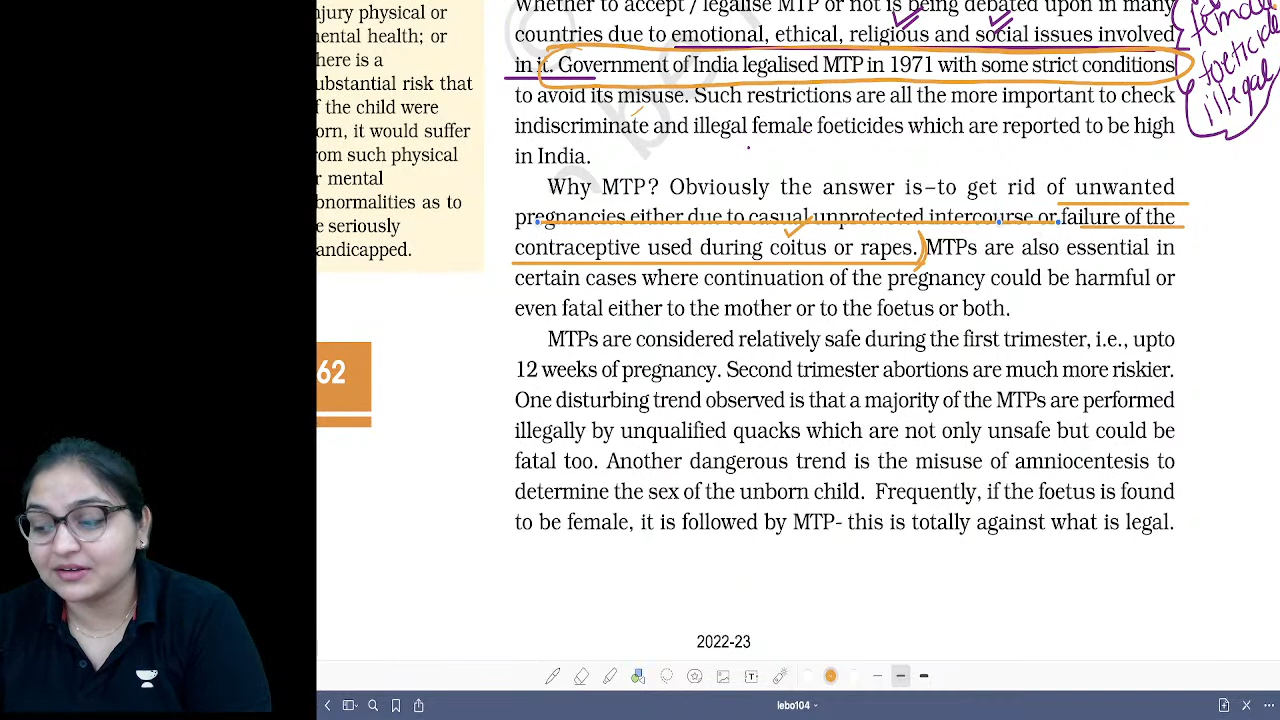 njury physical or
ental health; or
here is a
ubstantial risk that
f the child were
orn, it would suffer
rom such physical
r mental
bnormalities as to
e seriously
andicapped.
62
Whether to accept / legalise MTP or not is being debated upon in many
countries due to emotional, ethical, religious and social issues involved
in it. Government of India legalised MTP in 1971 with some strict conditions
to avoid its misuse. Such restrictions are all the more important to check
indiscriminate and illegal female foeticides which are reported to be high
in India.
Why MTP? Obviously the answer is–to get rid of unwanted
pregnancies either due to casual unprotected intercourse or failure of the
contraceptive used during coitus or rapes. MTPs are also essential in
certain cases where continuation of the pregnancy could be harmful or
even fatal either to the mother or to the foetus or both.
MTPs are considered relatively safe during the first trimester, i.e., upto
12 weeks of pregnancy. Second trimester abortions are much more riskier.
One disturbing trend observed is that a majority of the MTPs are performed
illegally by unqualified quacks which are not only unsafe but could be
fatal too. Another dangerous trend is the misuse of amniocentesis to
determine the sex of the unborn child. Frequently, if the foetus is found
to be female, it is followed by MTP- this is totally against what is legal.
female
foeticide
illegal
2022-23
lebo104